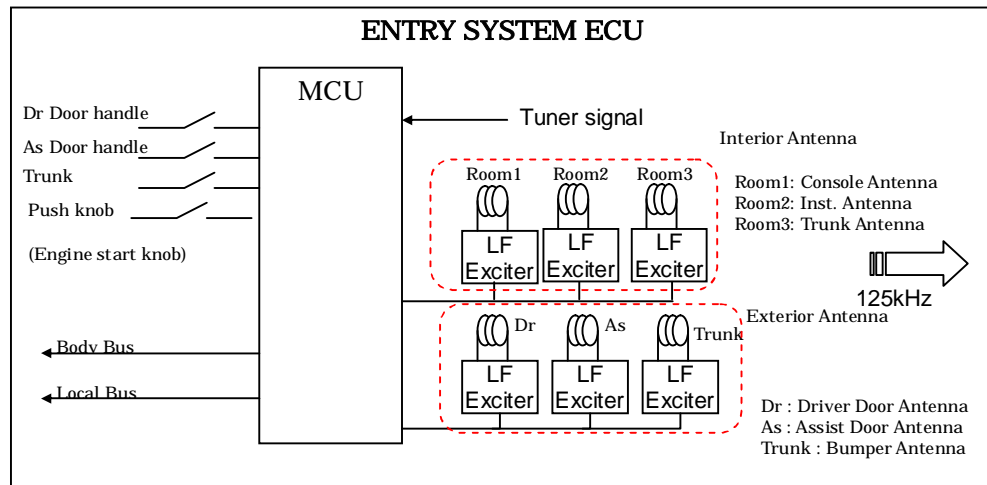 ENTRY SYSTEM ECU
MCU
Dr Door handle
As Door handle
Trunk
Push knob
(Engine start knob)
Body Bus
Local Bus
Tuner signal
Interior Antenna
Room1 Room2 Room3
LF Exciter
LF Exciter
LF Exciter
Room1: Console Antenna
Room2: Inst. Antenna
Room3: Trunk Antenna
125kHz
Exterior Antenna
Dr As Trunk
LF Exciter
LF Exciter
LF Exciter
Dr : Driver Door Antenna
As : Assist Door Antenna
Trunk : Bumper Antenna